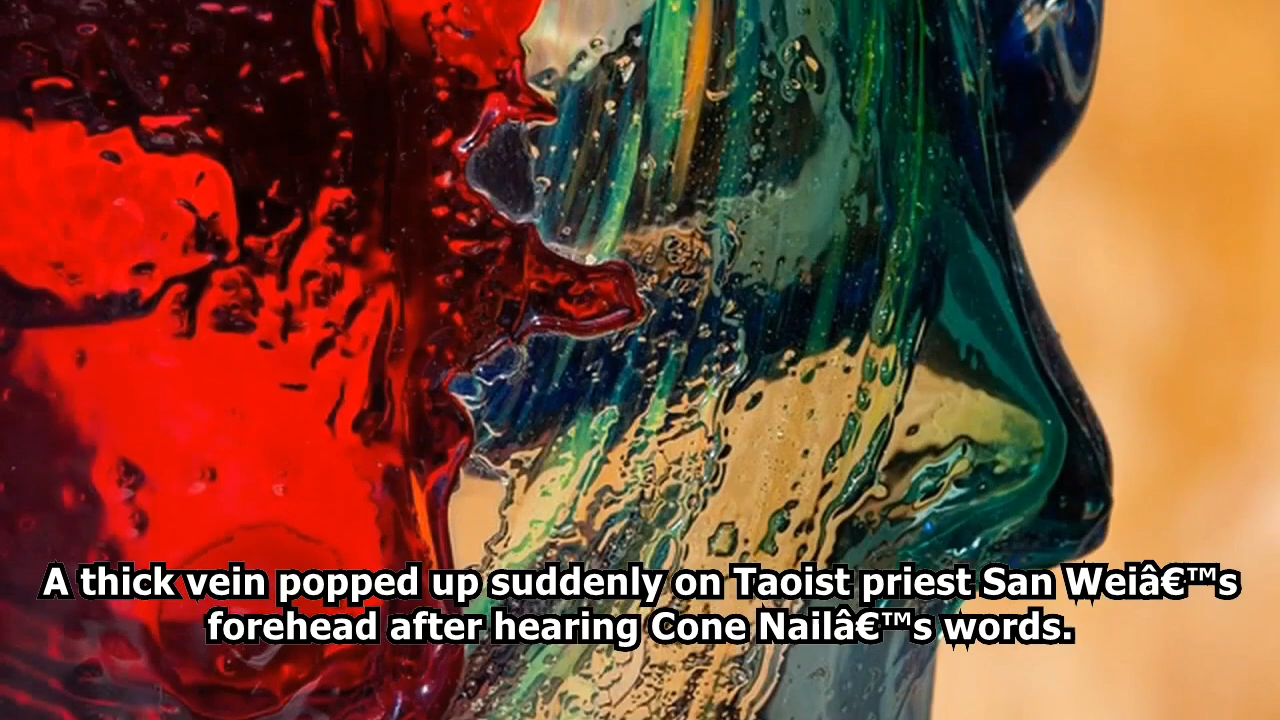 A thick vein popped up suddenly on Taoist priest San Weiâ€™s
forehead after hearing Cone Nailâ€™s words.